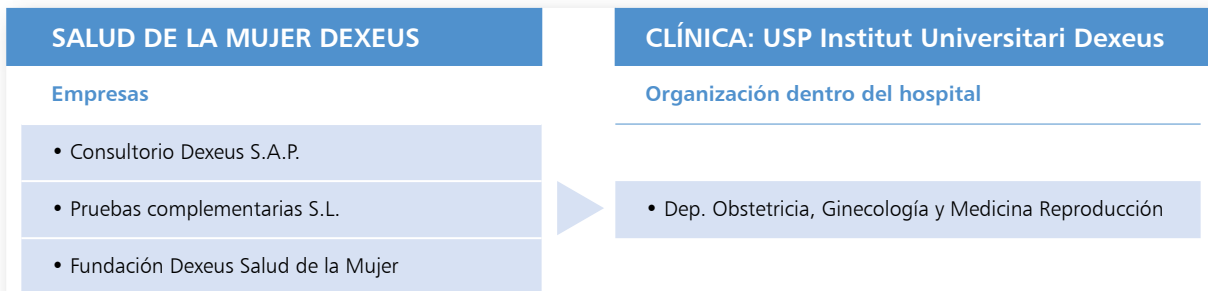 SALUD DE LA MUJER DEXEUS
Empresas
• Consultorio Dexeus S.A.P.
• Pruebas complementarias S.L.
• Fundación Dexeus Salud de la Mujer
CLÍNICA: USP Institut Universitari Dexeus
Organización dentro del hospital
• Dep. Obstetricia, Ginecología y Medicina Reproducción